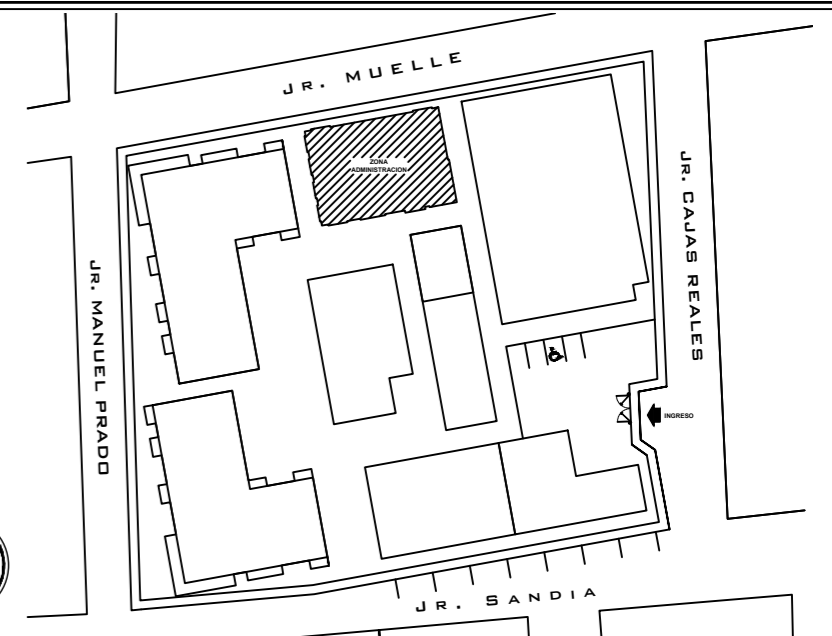 JR. MUELLE
ZONA
ADMINISTRACION
JR. CAJAS REALES
JR. MANUEL PRADO
INGRESO
JR. SANDIA